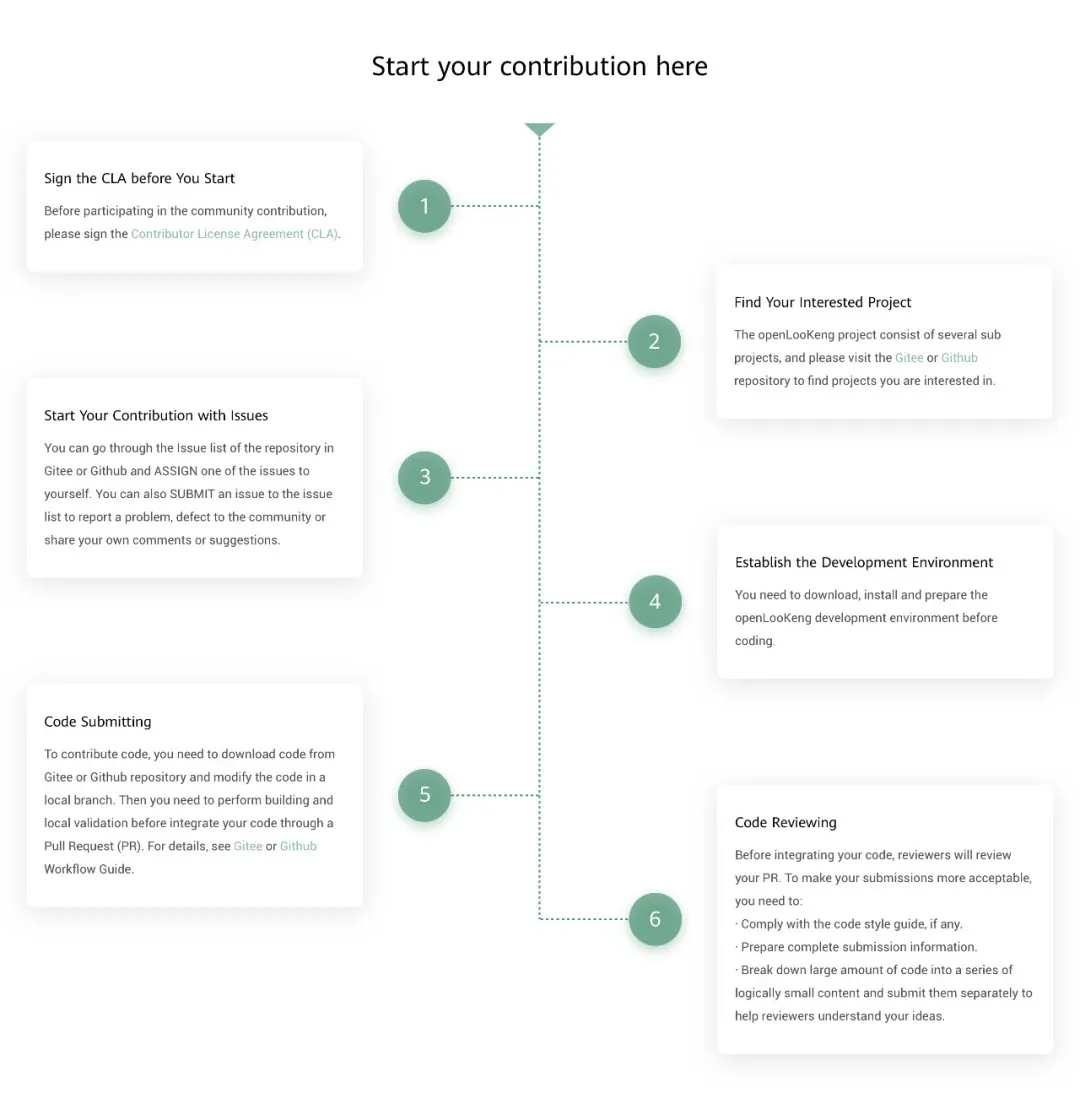 Start your contribution here
Sign the CLA before You Start
Before participating in the community contribution,
please sign the Contributor License Agreement (CLA).
1
2
Find Your Interested Project
The openLooKeng project consist of several sub
projects, and please visit the Gitee or Github
repository to find projects you are interested in.
Start Your Contribution with Issues
You can go through the Issue list of the repository in
Gitee or Github and ASSIGN one of the issues to
yourself. You can also SUBMIT an issue to the issue
list to report a problem, defect to the community or
share your own comments or suggestions.
3
4
Establish the Development Environment
You need to download, install and prepare the
openLooKeng development environment before
coding.
Code Submitting
To contribute code, you need to download code from
Gitee or Github repository and modify the code in a
local branch. Then you need to perform building and
local validation before integrate your code through a
Pull Request (PR). For details, see Gitee or Github
Workflow Guide.
5
6
Code Reviewing
Before integrating your code, reviewers will review
your PR. To make your submissions more acceptable,
you need to:
· Comply with the code style guide, if any.
· Prepare complete submission information.
· Break down large amount of code into a series of
logically small content and submit them separately to
help reviewers understand your ideas.